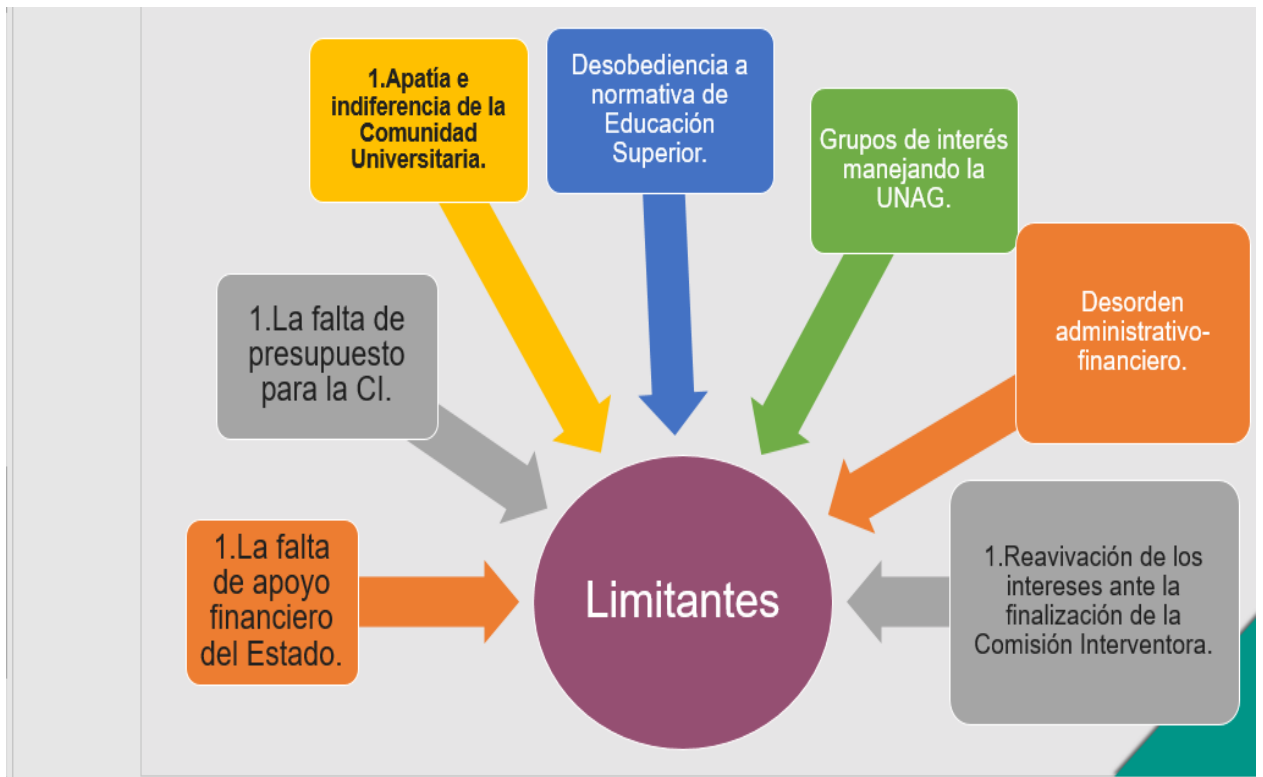 1.Apatía e
indiferencia de la
Comunidad
Universitaria.
Desobediencia a
normativa de
Educación
Superior.
Grupos de interés
manejando la
UNAG.
Desorden
administrativo-
financiero.
1.La falta de
presupuesto
para la CI.
1.La falta
de apoyo
financiero
del Estado.
Limitantes
1.Reavivación de los
intereses ante la
finalización de la
Comisión Interventora.